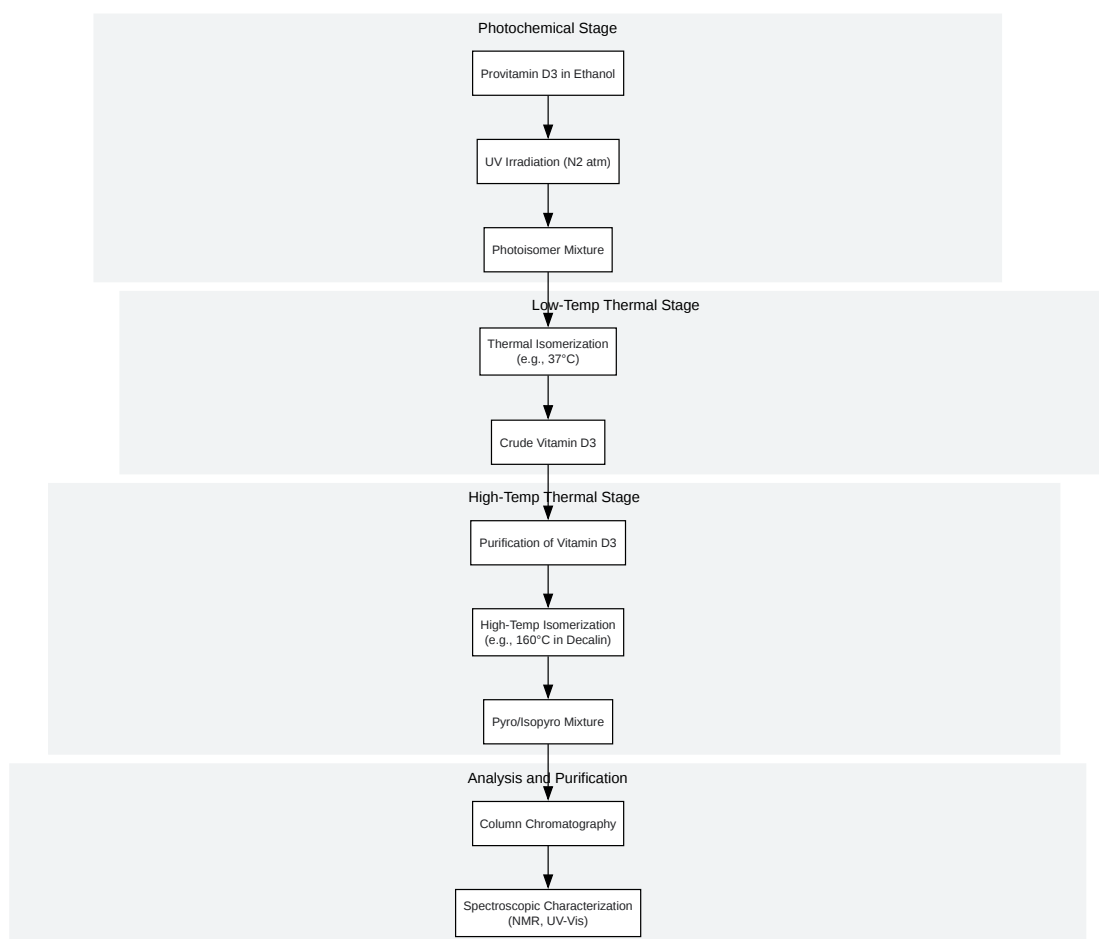 Photochemical Stage
Provitamin D3 in Ethanol
UV Irradiation (N2 atm)
Photoisomer Mixture
Low-Temp Thermal Stage
Thermal Isomerization
(e.g., 37°C)
Crude Vitamin D3
High-Temp Thermal Stage
Purification of Vitamin D3
High-Temp Isomerization
(e.g., 160°C in Decalin)
Pyro/Isopyro Mixture
Analysis and Purification
Column Chromatography
Spectroscopic Characterization
(NMR, UV-Vis)